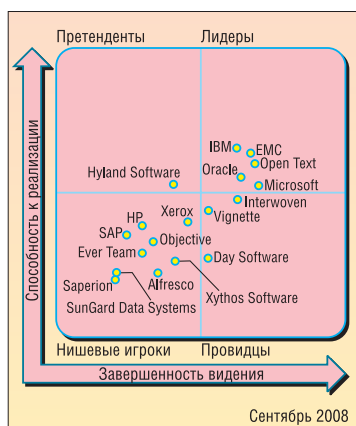 Претенденты Лидеры
Способность к реализации
IBM
EMC
Open Text
Oracle
Hyland Software
Microsoft
Interwoven
Xerox
Vignette
HP
SAP
Objective
Ever Team
Day Software
Saperion
Alfresco
Xythos Software
SunGard Data Systems
Нишевые игроки Провидцы
Завершенность видения
Сентябрь 2008